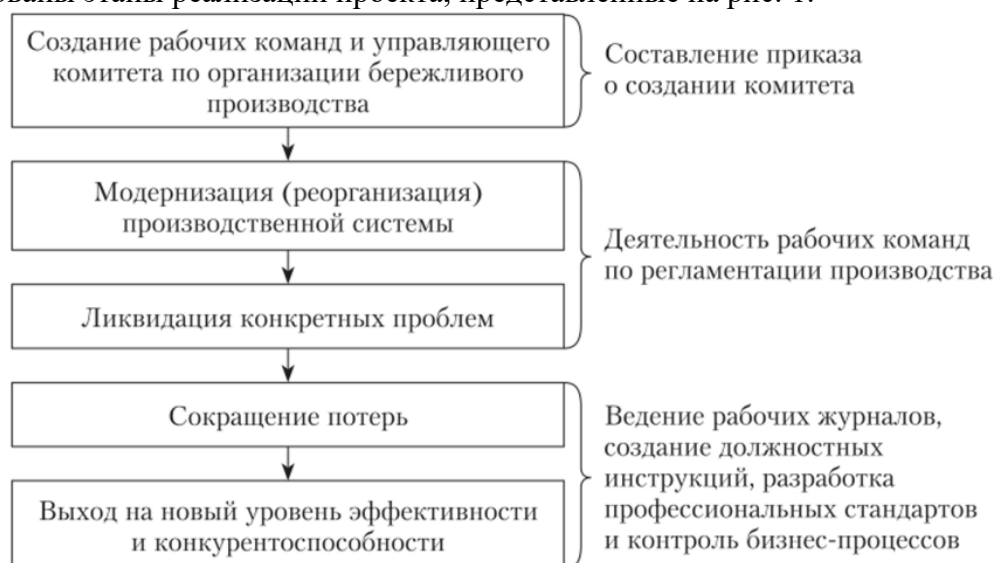 ованы этапы реализации проекта, представленные на рис. 1.
Создание рабочих команд и управляющего
комитета по организации бережливого
производства
Составление приказа
о создании комитета
Модернизация (реорганизация)
производственной системы
Деятельность рабочих команд
по регламентации производства
Ликвидация конкретных проблем
Сокращение потерь
Ведение рабочих журналов,
создание должностных
инструкций, разработка
профессиональных стандартов
и контроль бизнес-процессов
Выход на новый уровень эффективности
и конкурентоспособности